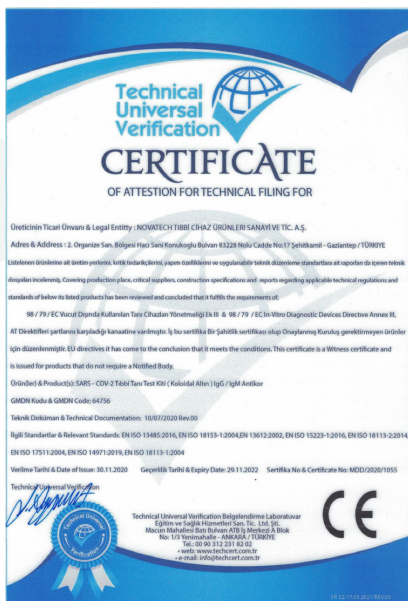 Technical
Universal
Verification
CERTIFICATE
OF ATTESTION FOR TECHNICAL FILING FOR
Üreticinin Ticari Ünvanı & Legal Entitty : NOVATECH TIBBİ CİHAZ ÜRÜNLERİ SANAYİ VE TİC. A.Ş.
Adres & Address : 2. Organize San. Bölgesi Hacı Sani Konukoglu Bulvarı 83228 Nolu Cadde No:17 Şehitkamil - Gaziantep / TÜRKİYE
Listelenen ürünlerine ait üretim yerlerini, kritik tedarikçilerini, yapım özelliklerini ve uygulanabilir teknik düzenleme standartlara ait raporları da içeren teknik
dosyaları incelenmiş, Covering production place, critical suppliers, construction specifications and reports regarding applicable technical regulations and
standards of below its listed products has been reviewed and concluded that it fulfills the requirements of;
98 / 79 / EC Vucut Dışında Kullanılan Tanı Cihazları Yönetmeliği Ek III & 98 / 79 / EC In-Vitro Diagnostic Devices Directive Annex III,
AT Direktifleri şartlarını karşıladığı kanaatine varılmıştır. İş bu sertifika Bir Şahitlik sertifikası olup Onaylanmış Kuruluş gerektirmeyen ürünler
için düzenlenmiştir. EU directives it has come to the conclusion that it meets the conditions. This certificate is a Witness certificate and
is issued for products that do not require a Notified Body.
Ürün(ler) & Product(s): SARS - COV-2 Tıbbi Tanı Test Kiti ( Koloidal Altın ) IgG / IgM Antikor
GMDN Kodu & GMDN Code: 64756
Teknik Doküman & Technical Documentation: 10/07/2020 Rev.00
İlgili Standartlar & Relevant Standards: EN ISO 13485:2016, EN ISO 18153-1:2004,EN 13612:2002, EN ISO 15223-1:2016, EN ISO 18113-2:2014,
EN ISO 17511:2004, EN ISO 14971:2019, EN ISO 18113-1:2004
Verilme Tarihi & Date of Issue: 30.11.2020 Geçerlilik Tarihi & Expiry Date: 29.11.2022 Sertifika No & Certificate No: MDD/2020/1055
Technical Universal Verification
Technical Universal
Verification
Technical Universal Verification Belgelendirme Laboratuvar
Eğitim ve Sağlık Hizmetleri San. Tic. Ltd. Şti.
Macun Mahallesi Batı Bulvarı ATB İş Merkezi A Blok
No: 1/3 Yenimahalle - ANKARA / TÜRKİYE
Tel.: 00 90 312 231 82 02
• web: www.techcert.com.tr
• e-mail: info@techcert.com.tr
CE